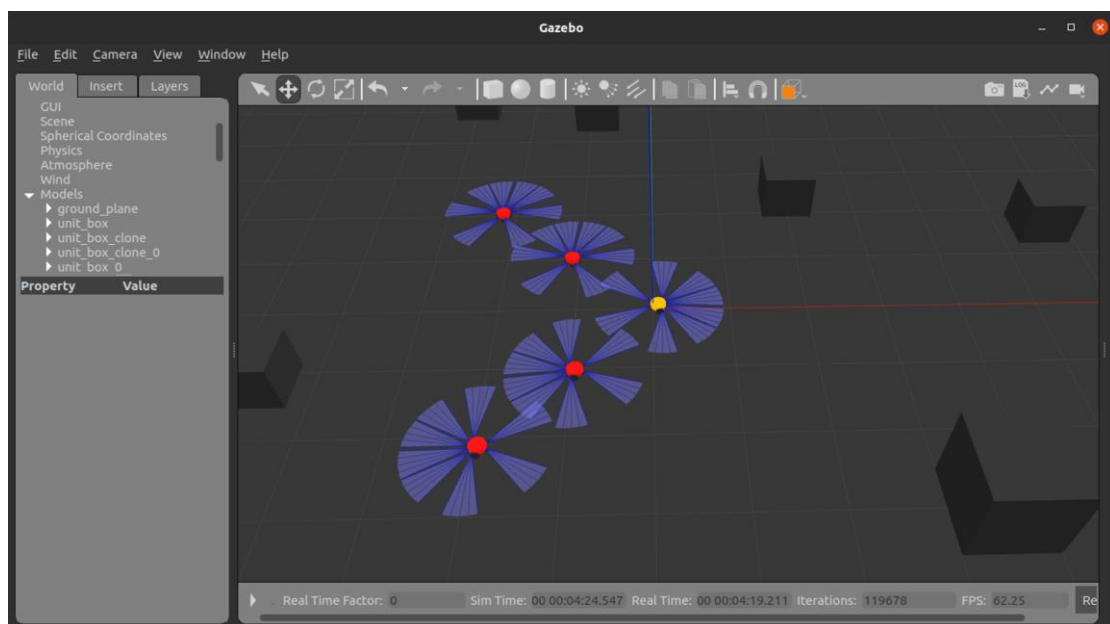 Gazebo
File Edit Camera View Window Help
World Insert Layers
GUI
Scene
Spherical Coordinates
Physics
Atmosphere
Wind
Models
ground_plane
unit_box
unit_box_clone
unit_box_clone_0
unit_box_0
Property Value
LOG
Real Time Factor: 0 Sim Time: 00 00:04:24.547 Real Time: 00 00:04:19.211 Iterations: 119678 FPS: 62.25 Re